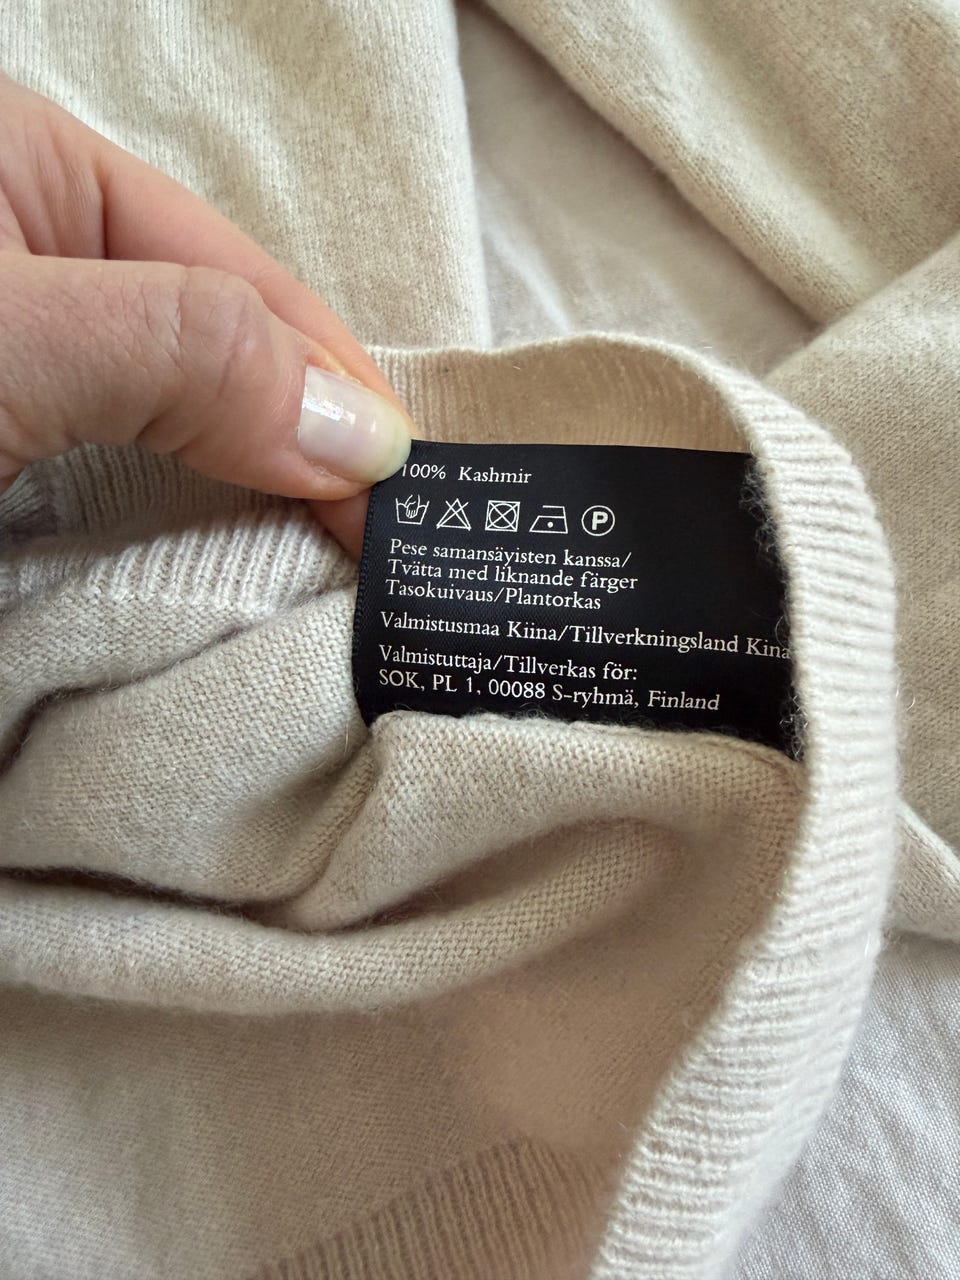 100% Kashmir
P
Pese samansäyisten kanssa/
Tvätta med liknande färger
Tasokuivaus/Plantorkas
Valmistusmaa Kiina/Tillverkningsland Kina
Valmistuttaja/Tillverkas för:
SOK, PL 1, 00088 S-ryhmä, Finland